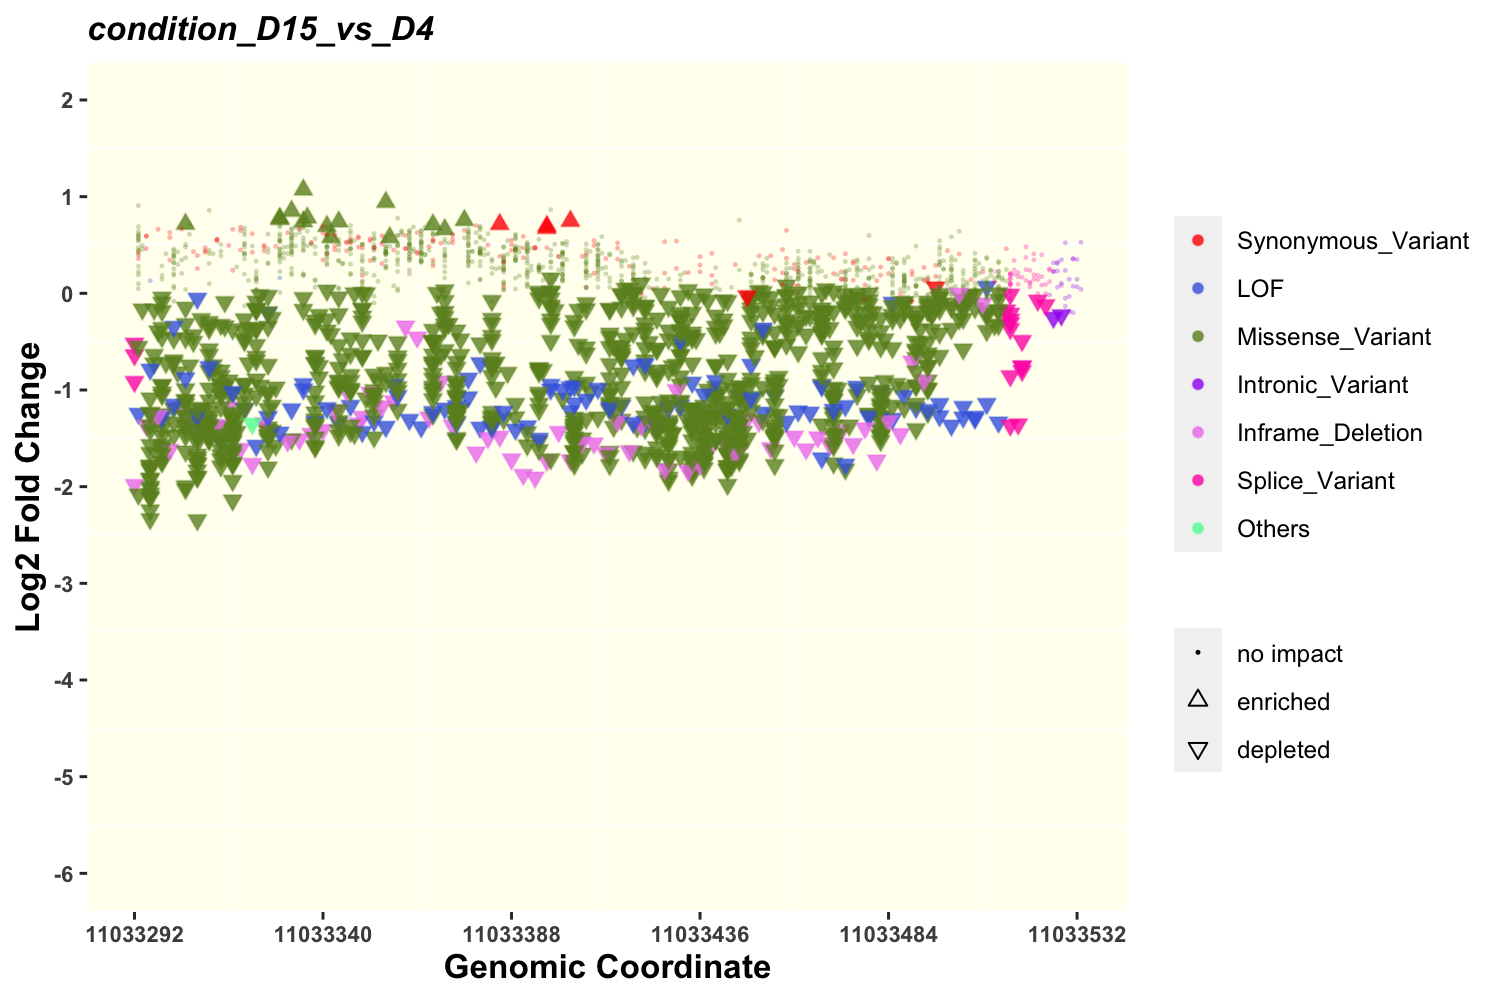 condition_D15_vs_D4
Log2 Fold Change
2
1
0
-1
-2
-3
-4
-5
-6
11033292 11033340 11033388 11033436 11033484 11033532
Genomic Coordinate
Synonymous_Variant
LOF
Missense_Variant
Intronic_Variant
Inframe_Deletion
Splice_Variant
Others
no impact
enriched
depleted